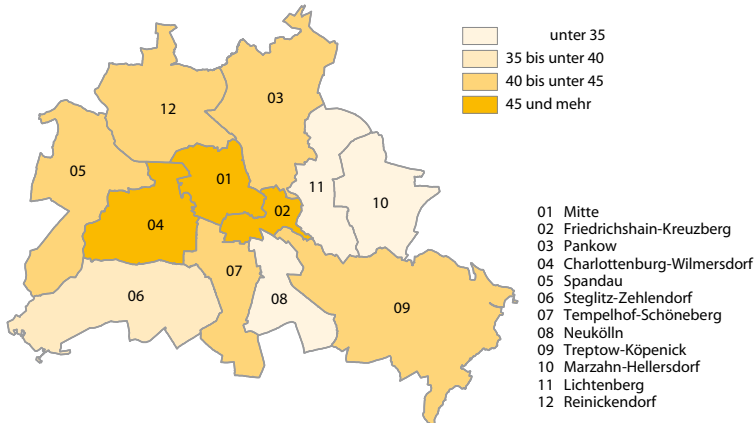 unter 35
35 bis unter 40
40 bis unter 45
45 und mehr
03
12
05
01
11
10
02
04
07
06
08
09
01 Mitte
02 Friedrichshain-Kreuzberg
03 Pankow
04 Charlottenburg-Wilmersdorf
05 Spandau
06 Steglitz-Zehlendorf
07 Tempelhof-Schöneberg
08 Neukölln
09 Treptow-Köpenick
10 Marzahn-Hellersdorf
11 Lichtenberg
12 Reinickendorf